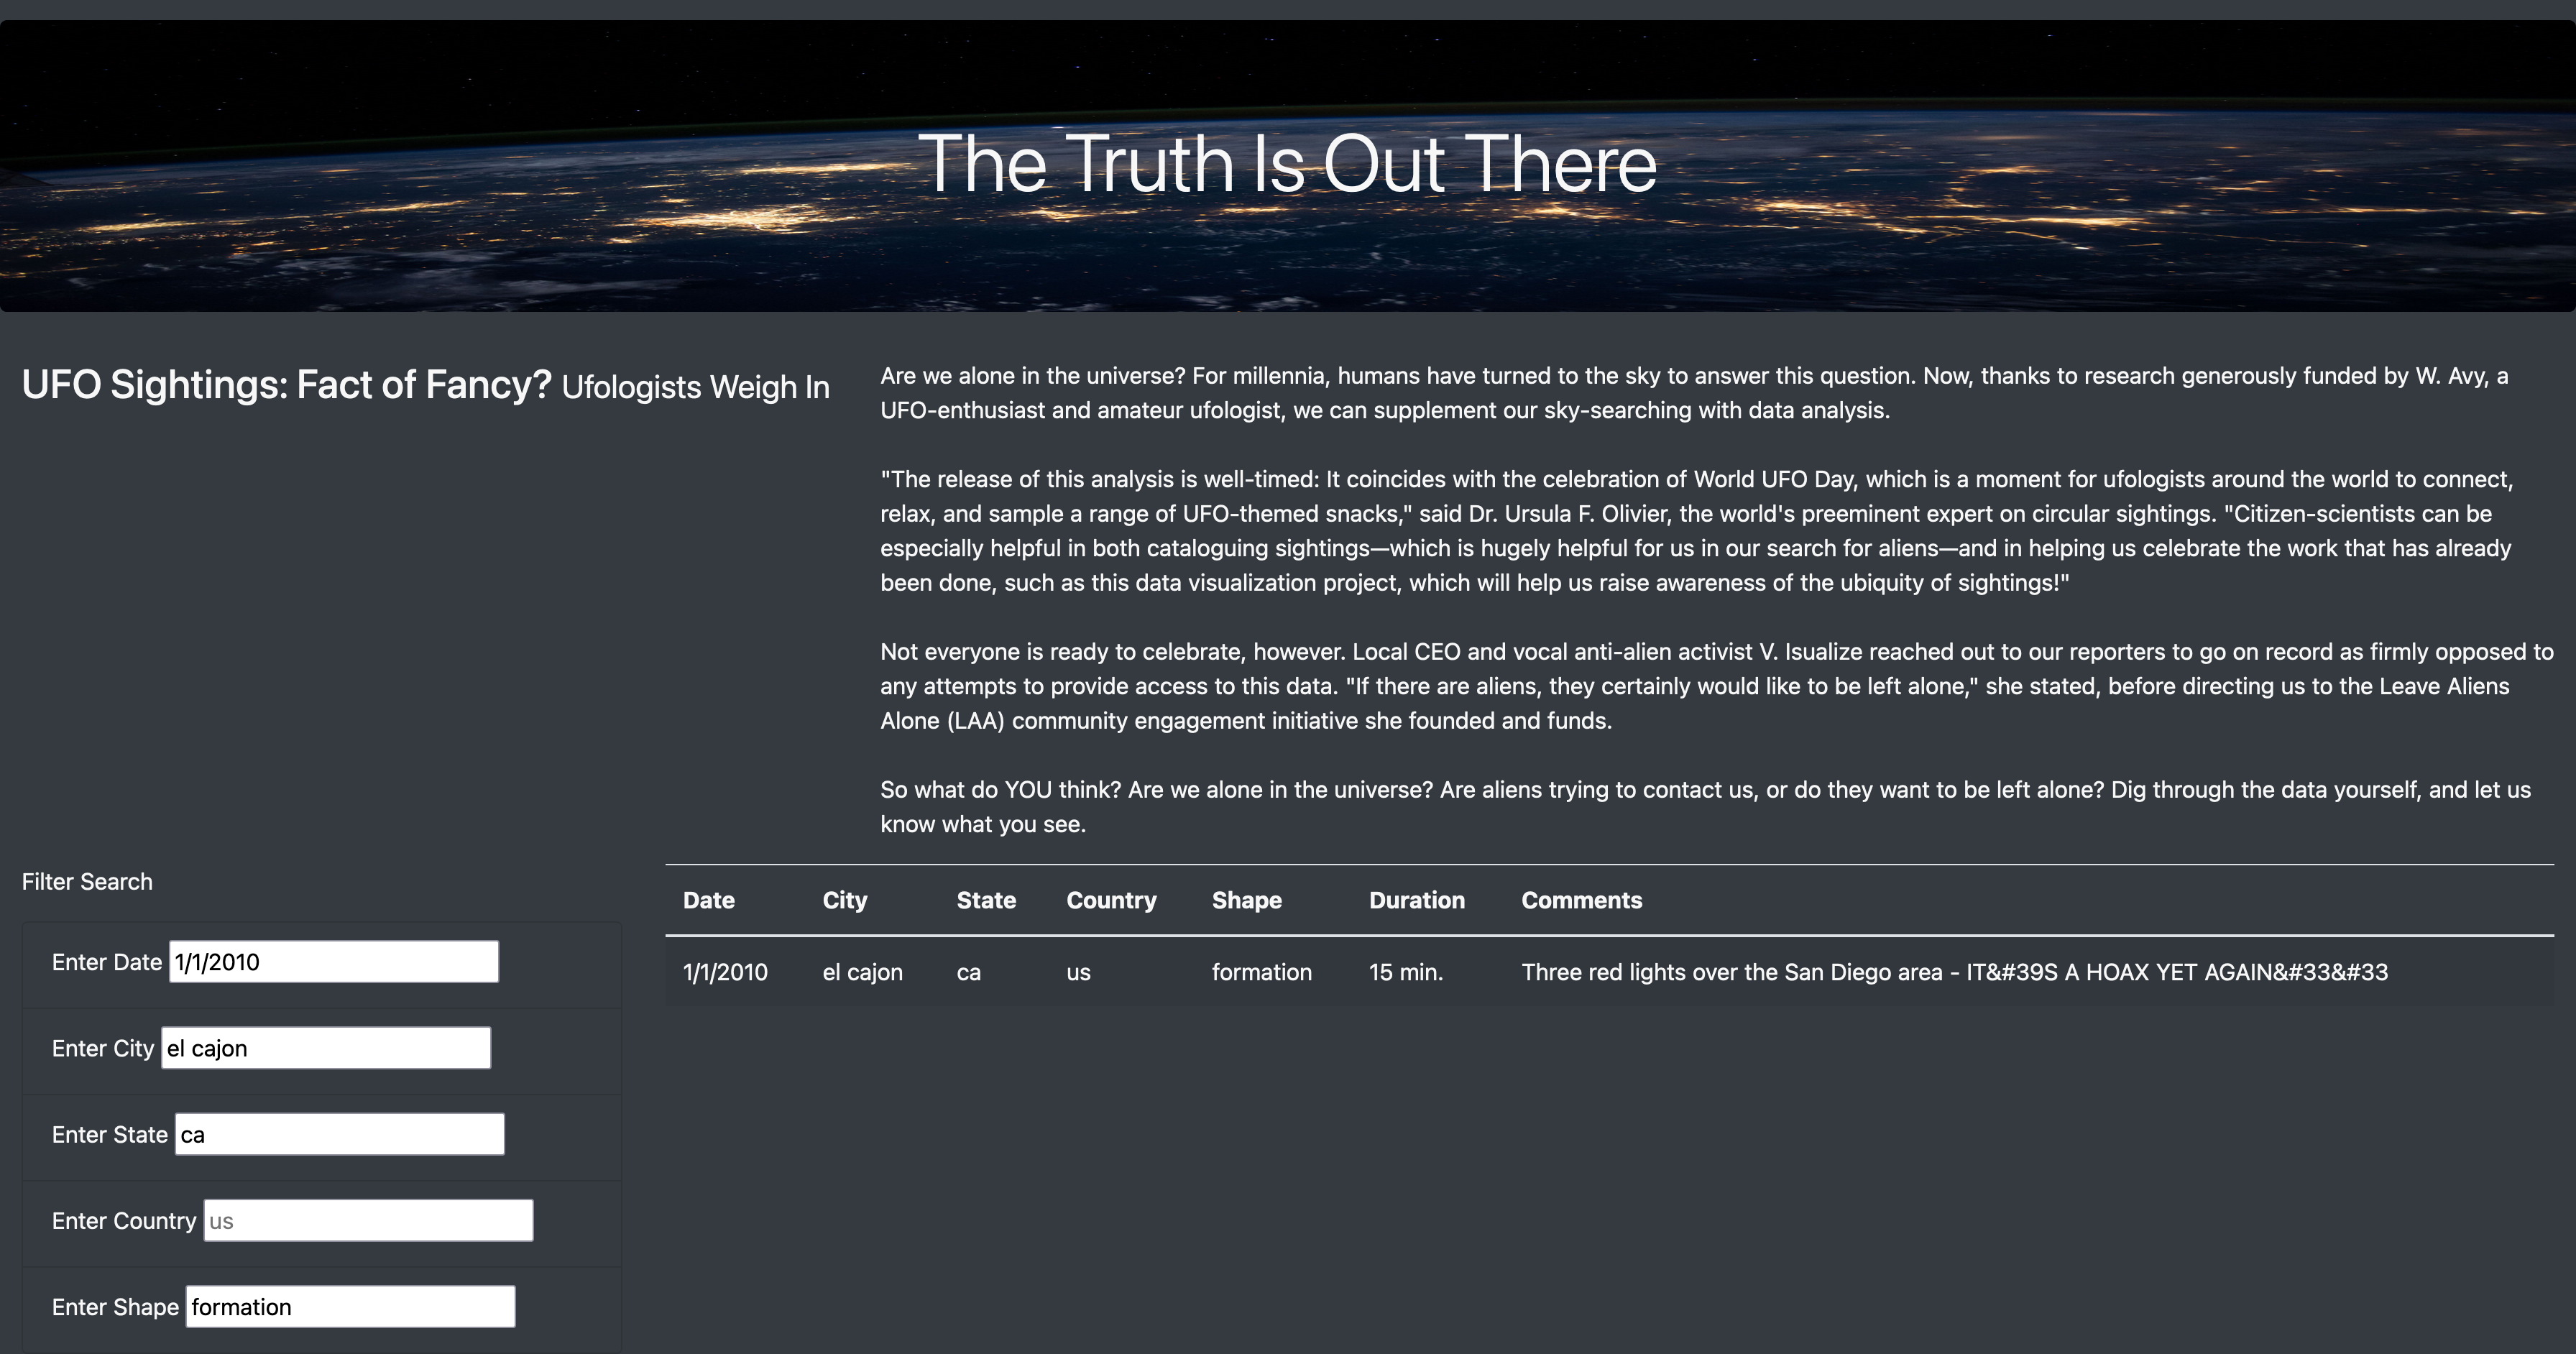 The Truth Is Out There
UFO Sightings: Fact of Fancy? Ufologists Weigh In
Are we alone in the universe? For millennia, humans have turned to the sky to answer this question. Now, thanks to research generously funded by W. Avy, a
UFO-enthusiast and amateur ufologist, we can supplement our sky-searching with data analysis.
"The release of this analysis is well-timed: It coincides with the celebration of World UFO Day, which is a moment for ufologists around the world to connect,
relax, and sample a range of UFO-themed snacks," said Dr. Ursula F. Olivier, the world's preeminent expert on circular sightings. "Citizen-scientists can be
especially helpful in both cataloguing sightings—which is hugely helpful for us in our search for aliens—and in helping us celebrate the work that has already
been done, such as this data visualization project, which will help us raise awareness of the ubiquity of sightings!"
Not everyone is ready to celebrate, however. Local CEO and vocal anti-alien activist V. Isualize reached out to our reporters to go on record as firmly opposed to
any attempts to provide access to this data. "If there are aliens, they certainly would like to be left alone," she stated, before directing us to the Leave Aliens
Alone (LAA) community engagement initiative she founded and funds.
So what do YOU think? Are we alone in the universe? Are aliens trying to contact us, or do they want to be left alone? Dig through the data yourself, and let us
know what you see.
Filter Search
Enter Date 1/1/2010
Enter City el cajon
Enter State ca
Enter Country us
Enter Shape formation
Date City State Country Shape Duration Comments
1/1/2010 el cajon ca us formation 15 min. Three red lights over the San Diego area - IT&#39S A HOAX YET AGAIN&#33&#33